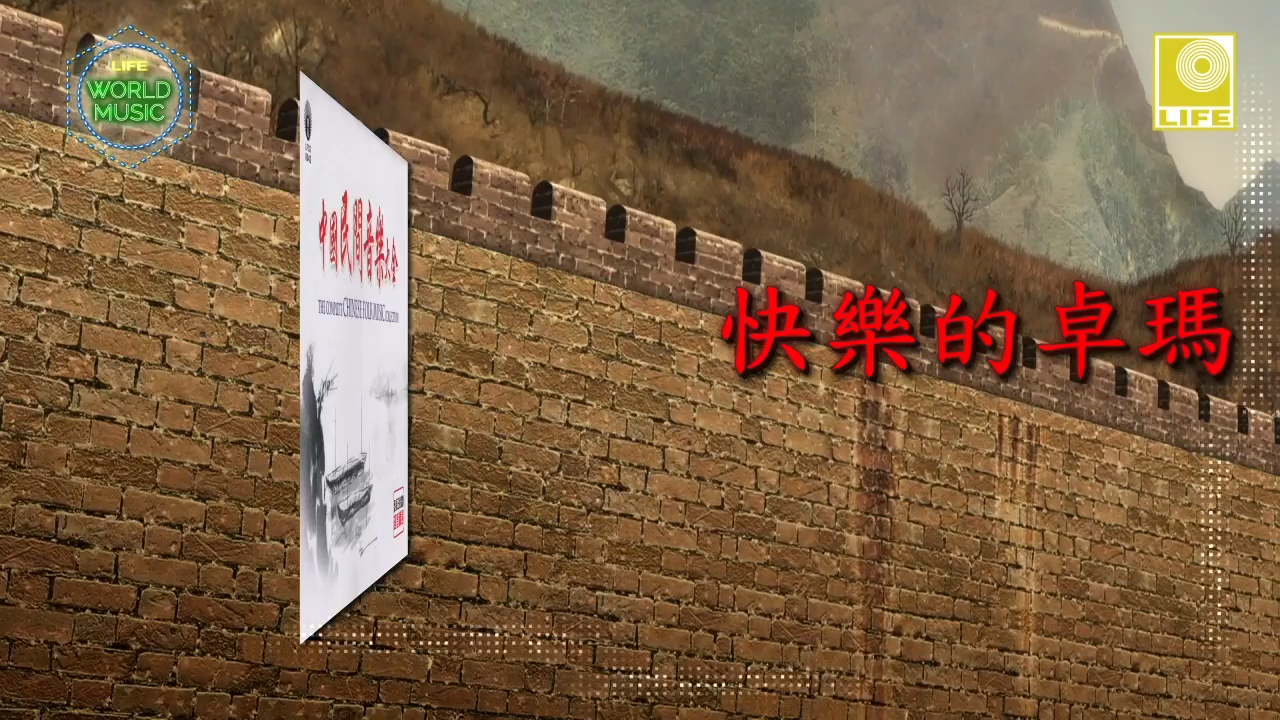 LIFE
WORLD
MUSIC
LIFE
中國民間音樂大全
THE COMPLETE CHINESE FOLK MUSIC COLLECTION
快樂的卓瑪